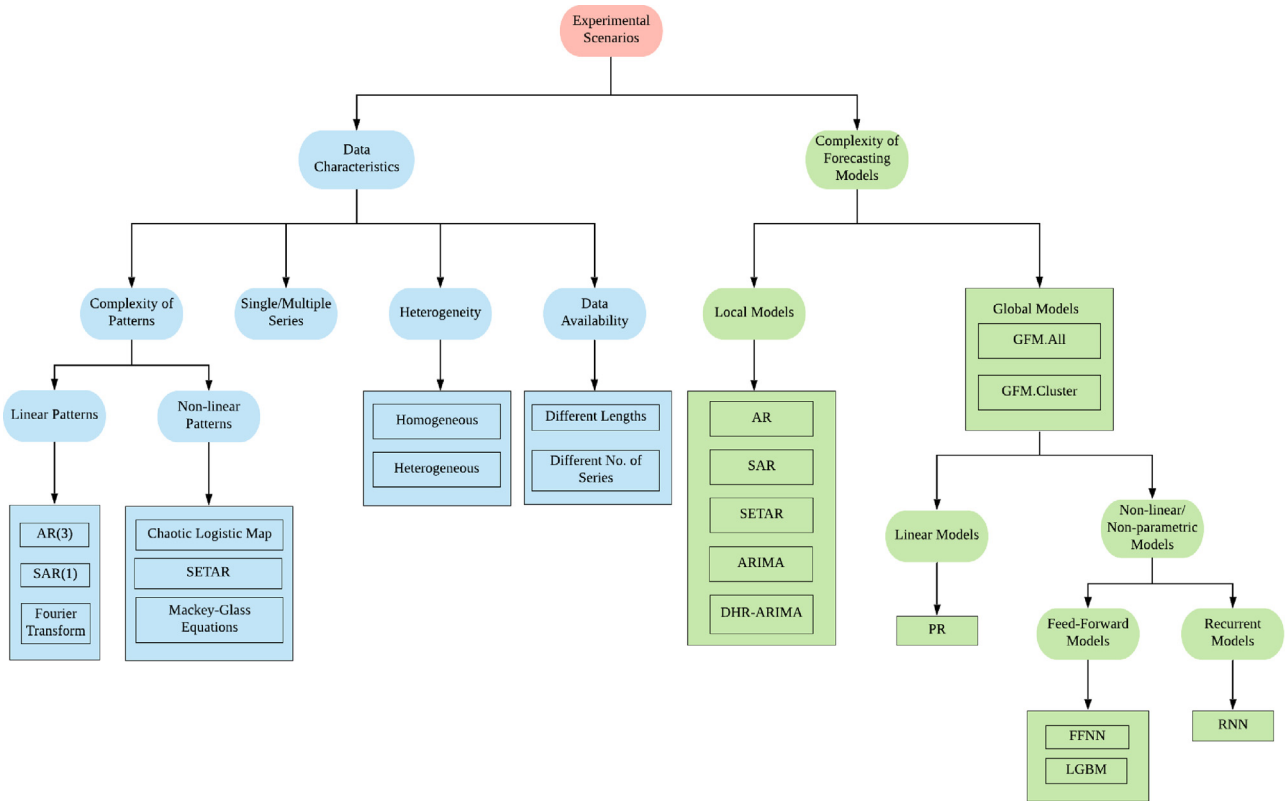 Experimental
Scenarios
Data
Characteristics
Complexity of
Forecasting
Models
Complexity of
Patterns
Single/Multiple
Series
Heterogeneity
Data
Availability
Local Models
Global Models
GFM.All
GFM.Cluster
Linear Patterns
Non-linear
Patterns
Homogeneous
Heterogeneous
Different Lengths
Different No. of
Series
AR
SAR
SETAR
ARIMA
DHR-ARIMA
AR(3)
SAR(1)
Fourier
Transform
Chaotic Logistic Map
SETAR
Mackey-Glass
Equations
Linear Models
Non-linear/
Non-parametric
Models
PR
Feed-Forward
Models
Recurrent
Models
FFNN
LGBM
RNN